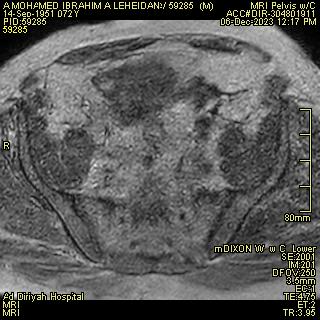 A MOHAMED IBRAHIM A LEHEIDAN:/ 59285 (M)
14-Sep-1951 072Y
PID:59285
59285
MRI Pelvis w/C
ACC#DIR-304801911
06-Dec-2023 12:17 PM
R
80mm
mDIXON W w C Lower
SE:2001
IM:201
DFOV:250
3.5mm
EC:1
TE:4.75
ET:2
TR:3.95
Ad Diriyah Hospital
MRI
MRI